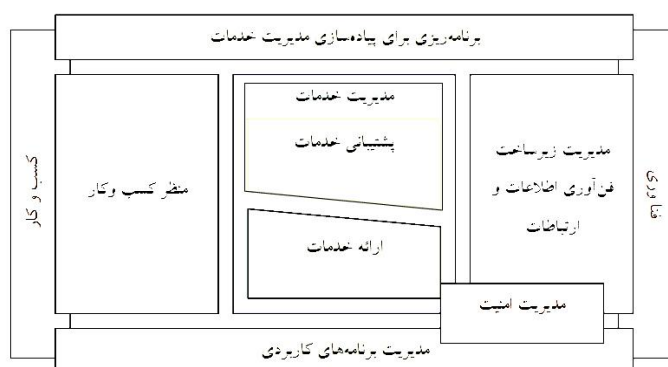 برنامه‌ریزی برای پیاده‌سازی مدیریت خدمات
فناوری
مدیریت زیرساخت
فن‌آوری اطلاعات و
ارتباطات
مدیریت خدمات
پشتیبانی خدمات
ارائه خدمات
منظر کسب وکار
کسب و کار
مدیریت امنیت
مدیریت برنامه‌های کاربردی